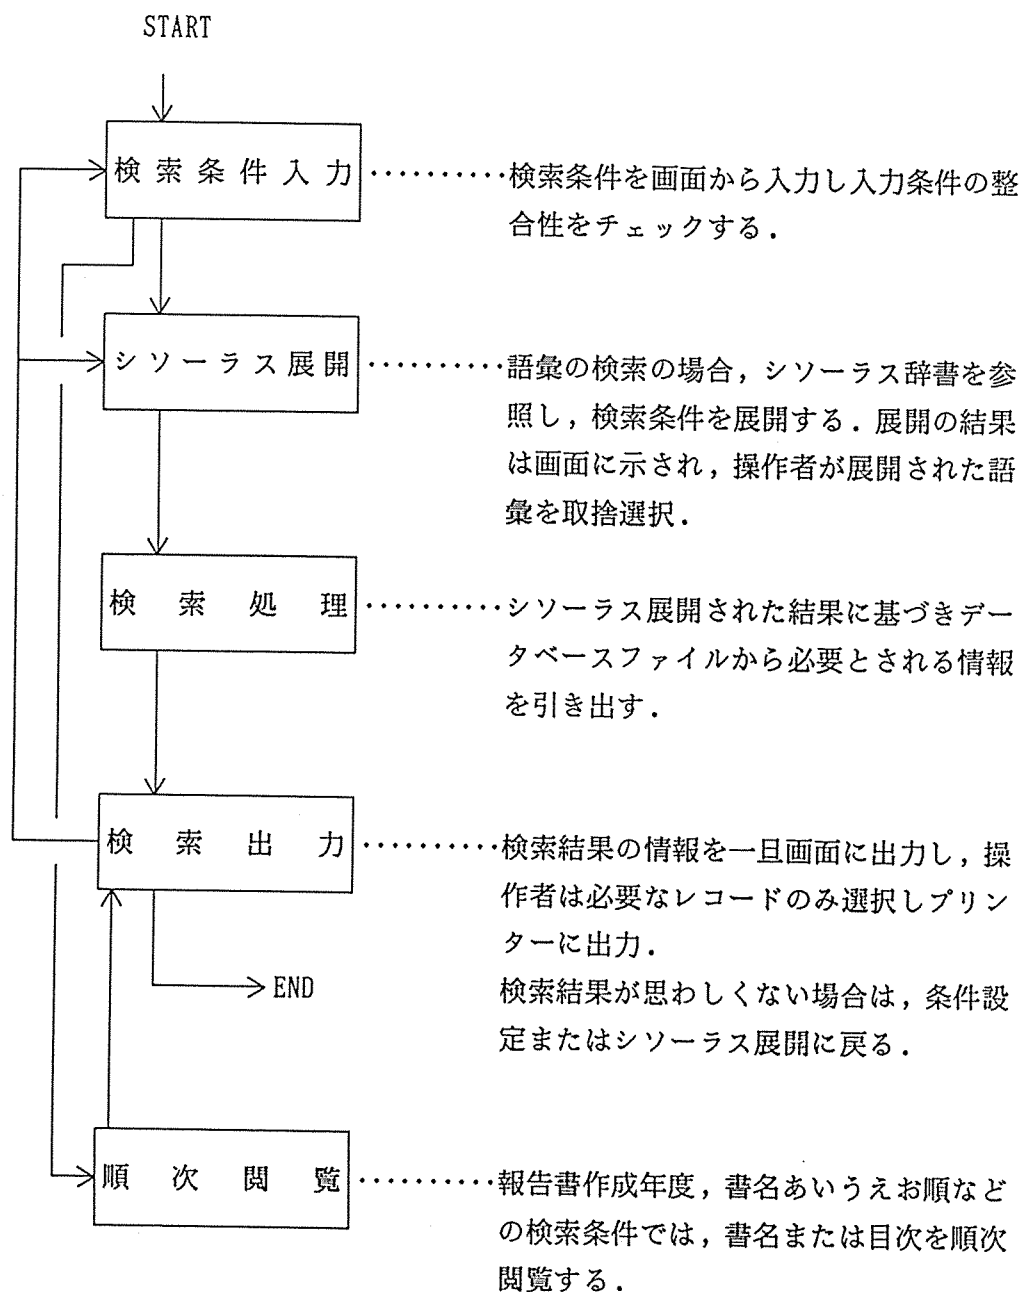 START
検索条件入力··········検索条件を画面から入力し入力条件の整
合性をチェックする．
シソーラス展開··········語彙の検索の場合，シソーラス辞書を参
照し，検索条件を展開する．展開の結果
は画面に示され，操作者が展開された語
彙を取捨選択．
検索処理··········シソーラス展開された結果に基づきデー
タベースファイルから必要とされる情報
を引き出す．
検索出力··········検索結果の情報を一旦画面に出力し，操
作者は必要なレコードのみ選択しプリン
ターに出力．
END
検索結果が思わしくない場合は，条件設
定またはシソーラス展開に戻る．
順次閲覧··········報告書作成年度，書名あいうえお順など
の検索条件では，書名または目次を順次
閲覧する．